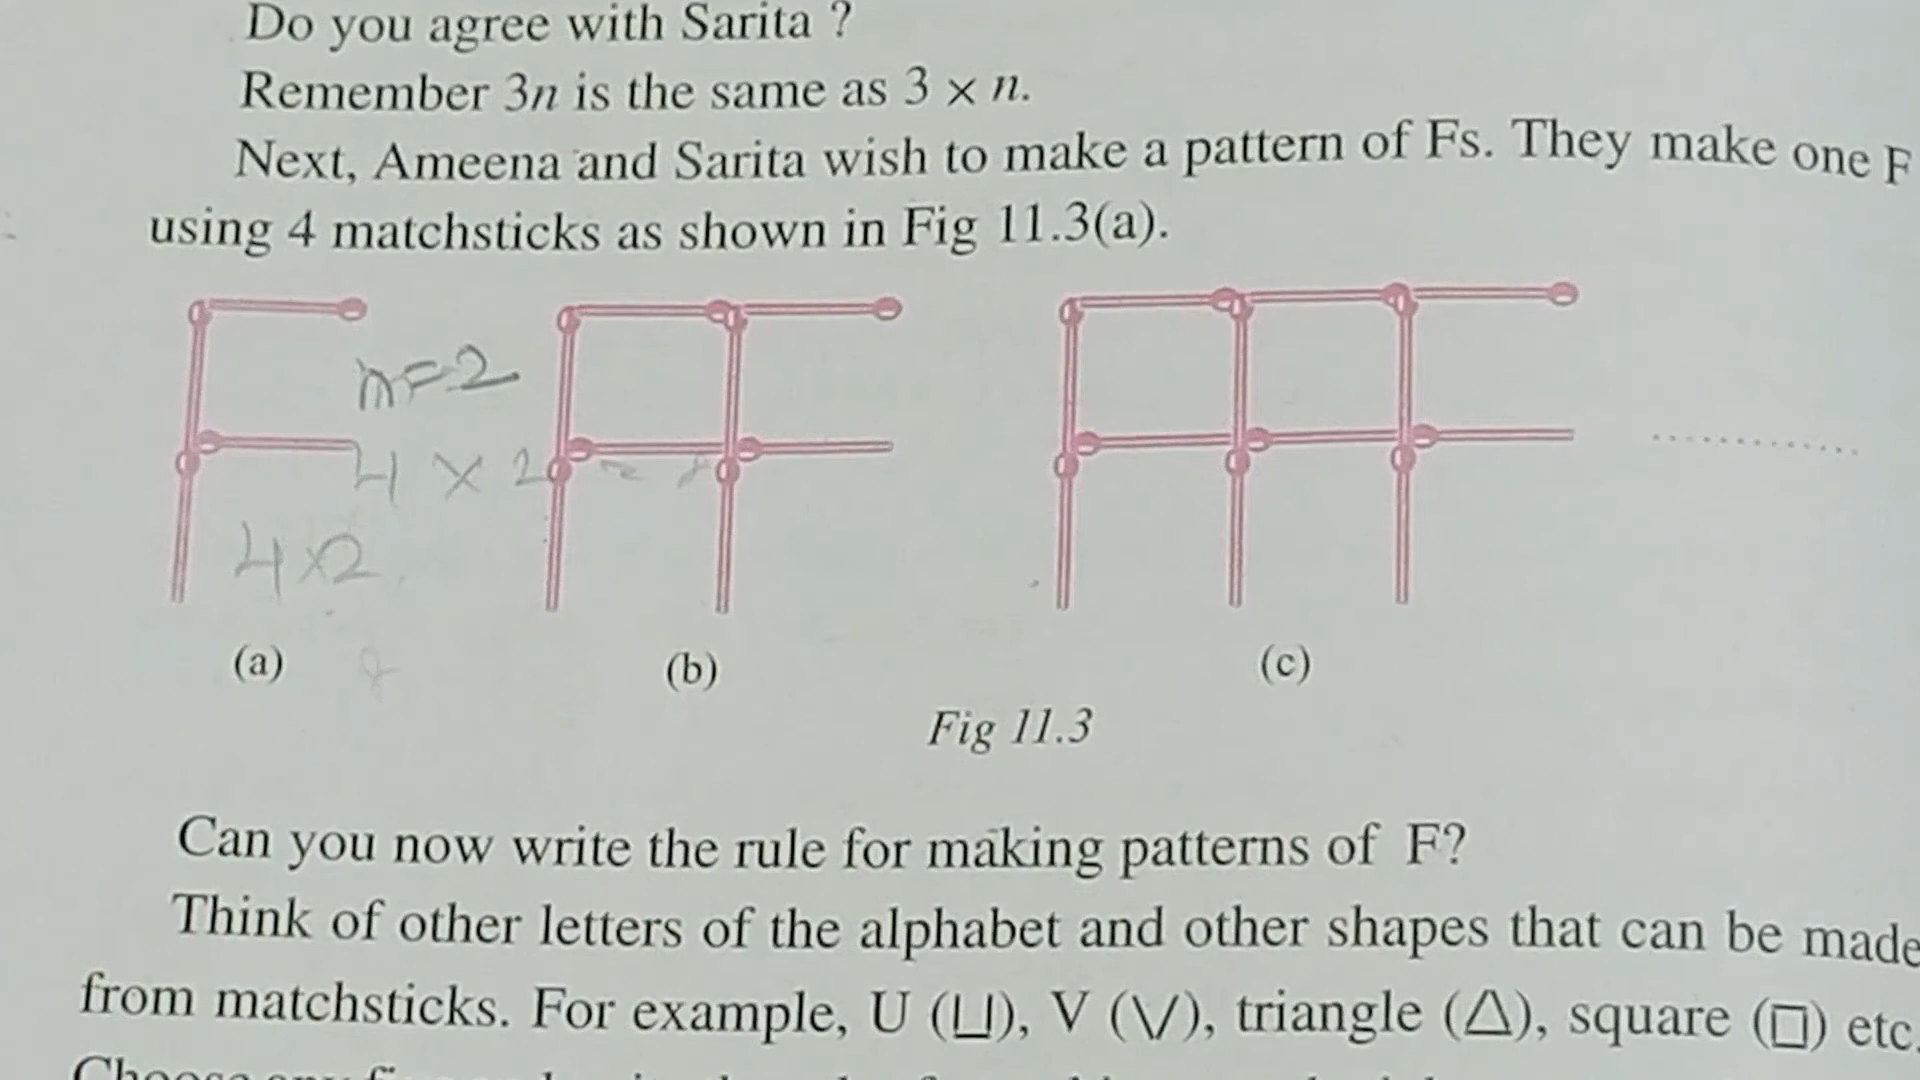 Do you agree with Sarita ?
Remember 3n is the same as 3 × n.
Next, Ameena and Sarita wish to make a pattern of Fs. They make one F
using 4 matchsticks as shown in Fig 11.3(a).
n=2
4 × 2 =
4×2
(a) (b) (c)
Fig 11.3
Can you now write the rule for making patterns of F?
Think of other letters of the alphabet and other shapes that can be made
from matchsticks. For example, U (⊔), V (∨), triangle (△), square (□) etc.